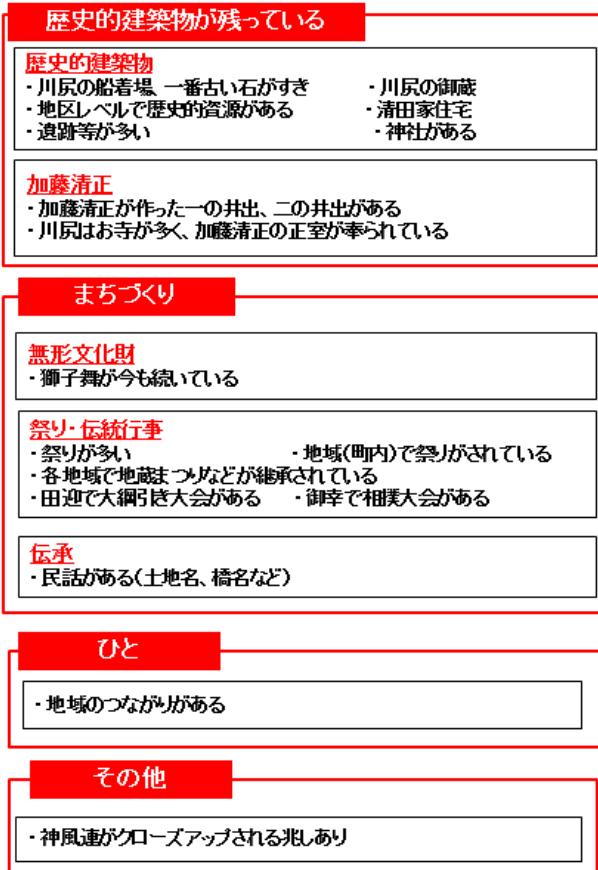 歴史的建築物が残っている
歴史的建築物
・川尻の船着場、一番古い石がすき ・川尻の御蔵
・地区レベルで歴史的資源がある ・清田家住宅
・遺跡等が多い ・神社がある
加藤清正
・加藤清正が作った一の井出、二の井出がある
・川尻はお寺が多く、加藤清正の正室が奉られている
まちづくり
無形文化財
・獅子舞が今も続いている
祭り・伝統行事
・祭りが多い ・地域(町内)で祭りがされている
・各地域で地蔵まつりなどが継承されている
・田迎で大綱引き大会がある ・御幸で相撲大会がある
伝承
・民話がある(土地名、橋名など)
ひと
・地域のつながりがある
その他
・神風連がクローズアップされる兆しあり